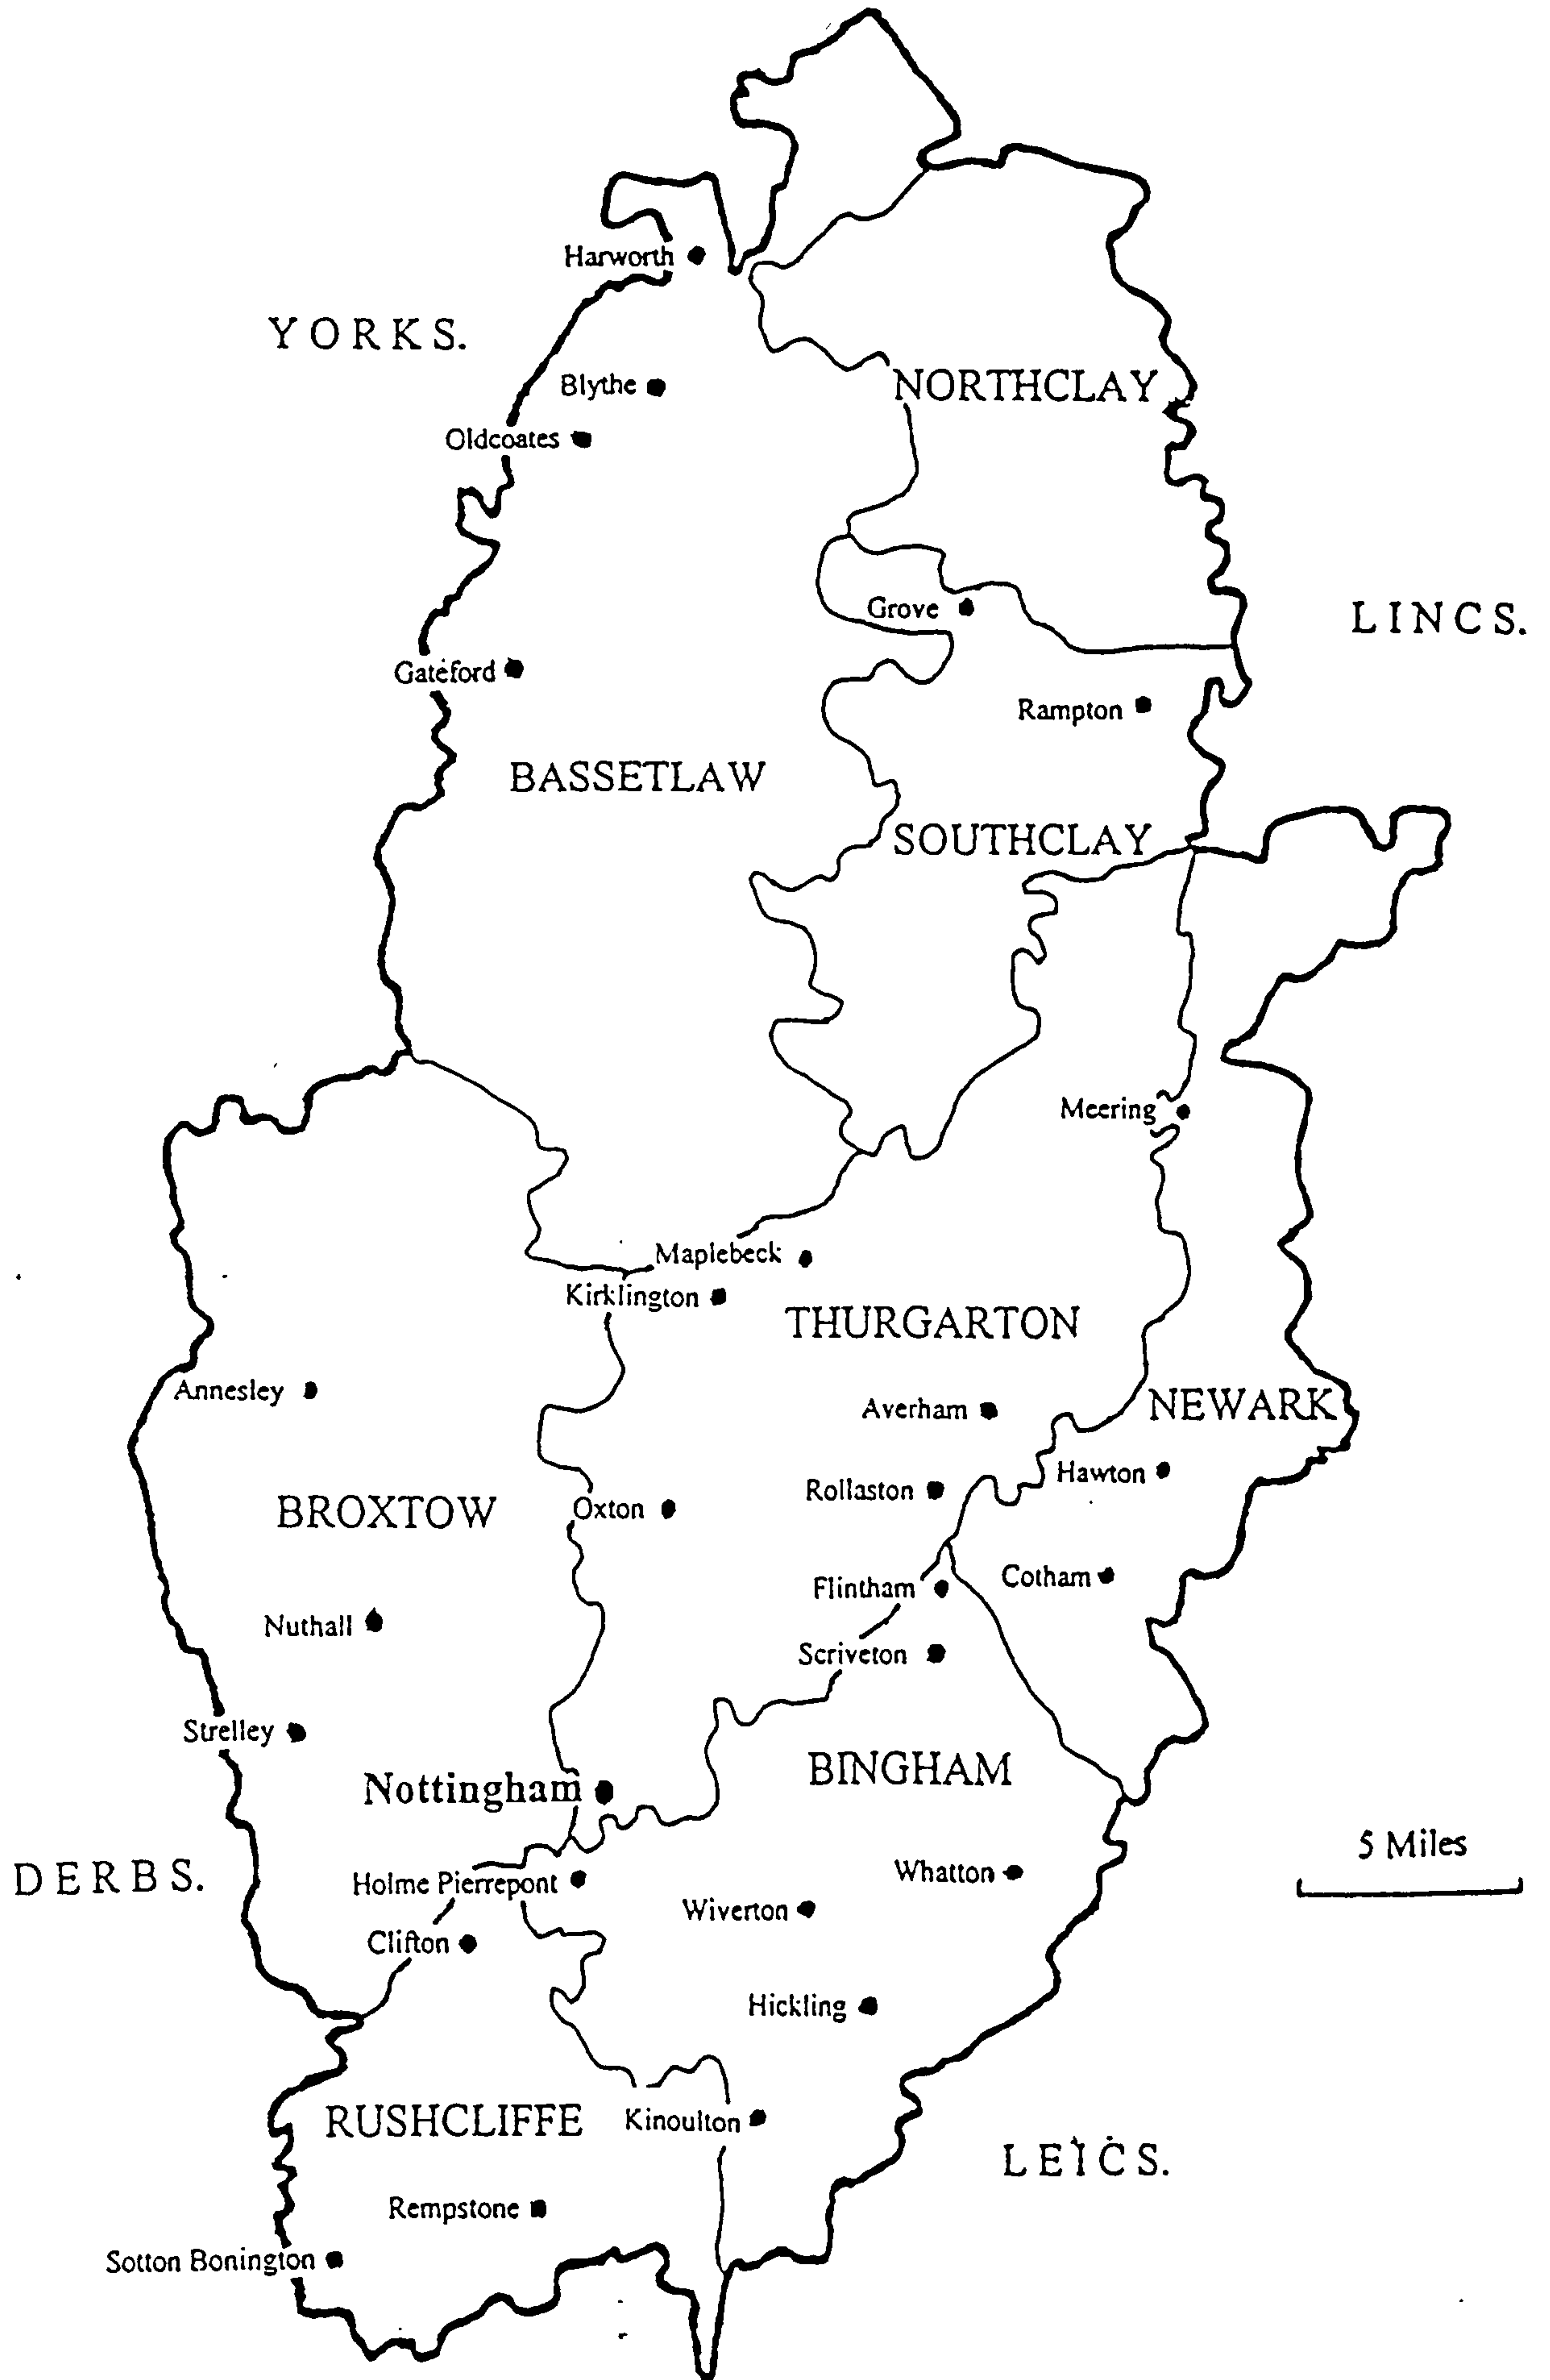 Harworth
YORKS.
Blythe
NORTHCLAY
Oldcoates
Grove
LINCS.
Gateford
Rampton
BASSETLAW
SOUTHCLAY
Meering
Maplebeck
Kirklington
THURGARTON
Annesley
Averham
NEWARK
Hawton
Rollaston
BROXTOW
Oxton
Cotham
Flintham
Nuthall
Scriveton
Strelley
BINGHAM
Nottingham
5 Miles
Whatton
DERBS.
Holme Pierrepont
Wiverton
Clifton
Hickling
RUSHCLIFFE
Kinoulton
LEICS.
Rempstone
Sotton Bonington